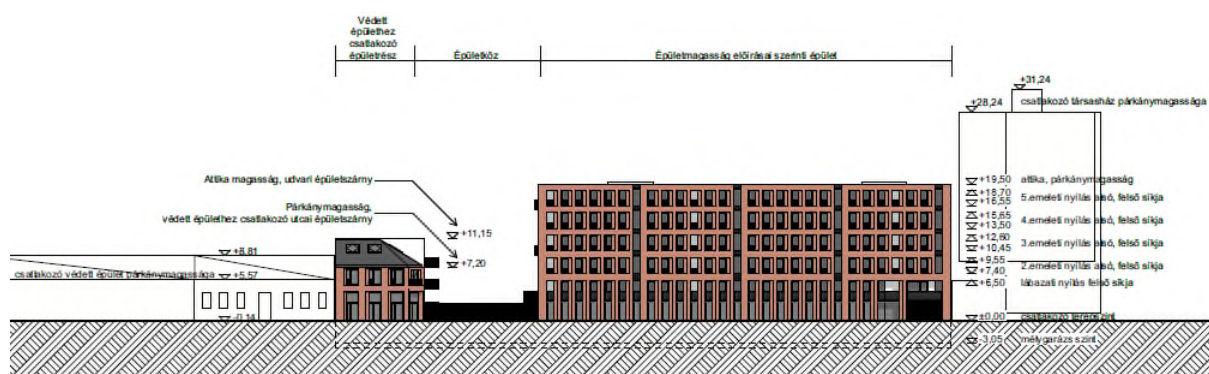 Védett
épülethez
csatlakozó
épületrész
Épületköz
Épületmagasság előírásai szerinti épület
+31,24
+28,24
csatlakozó társasház párkánymagassága
Attika magasság, udvari épületszárny
Párkánymagasság,
védett épülethez csatlakozó utcai épületszárny
+11,15
+7,20
+8,81
csatlakozó védett épület párkánymagassága
+5,57
-0,14
+19,50 attika, párkánymagasság
+18,70
5.emeleti nyílás alsó, felső síkja
+16,55
+15,65
4.emeleti nyílás alsó, felső síkja
+13,50
+12,60
3.emeleti nyílás alsó, felső síkja
+10,45
+9,55
2.emeleti nyílás alsó, felső síkja
+7,40
+6,50 lábazati nyílás felső síkja
±0,00 csatlakozó terepszint
-3,05 mélygarázs szint